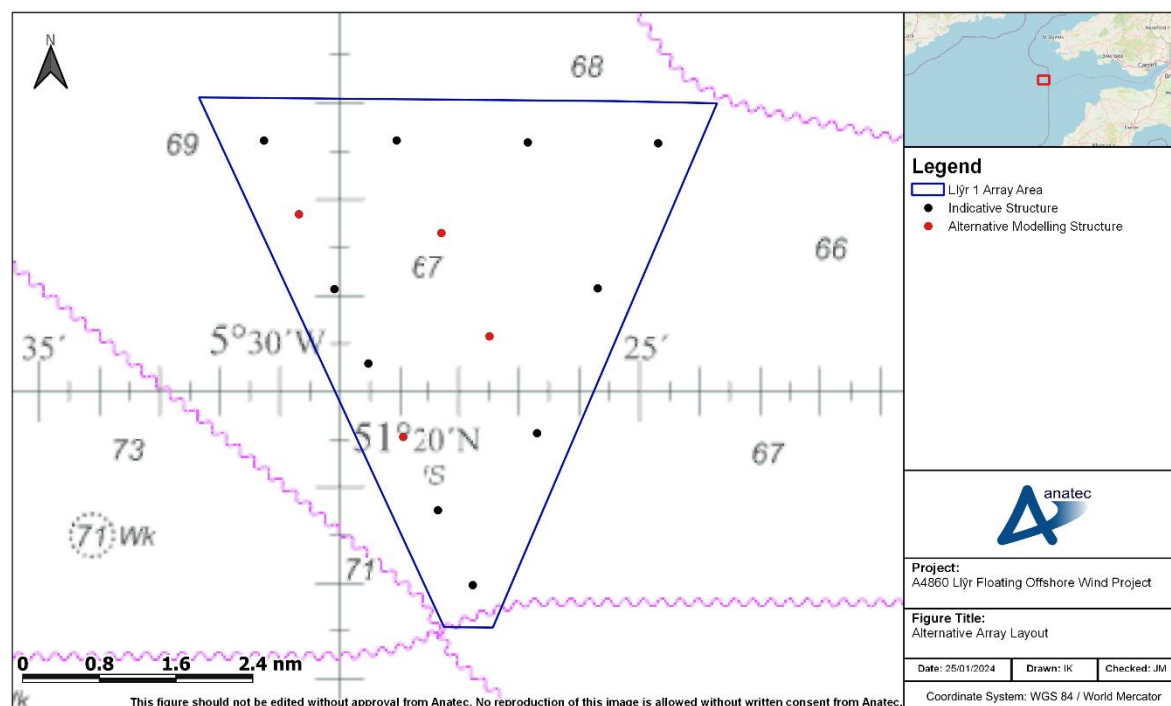 N
68
69
67
66
5°30´W
35´
25´
51°20´N
'S
73
67
71 Wk
71
0 0.8 1.6 2.4 nm
This figure should not be edited without approval from Anatec. No reproduction of this image is allowed without written consent from Anatec.
Legend
Llŷr 1 Array Area
Indicative Structure
Alternative Modelling Structure
anatec
Project:
A4860 Llŷr Floating Offshore Wind Project
Figure Title:
Alternative Array Layout
Date: 25/01/2024 Drawn: IK Checked: JM
Coordinate System: WGS 84 / World Mercator